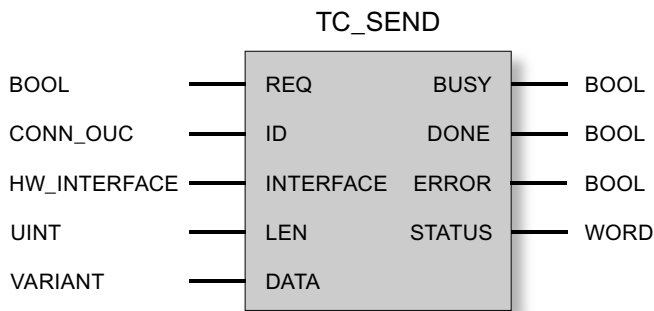 TC_SEND
BOOL REQ BUSY BOOL
CONN_OUC ID DONE BOOL
HW_INTERFACE INTERFACE ERROR BOOL
UINT LEN STATUS WORD
VARIANT DATA